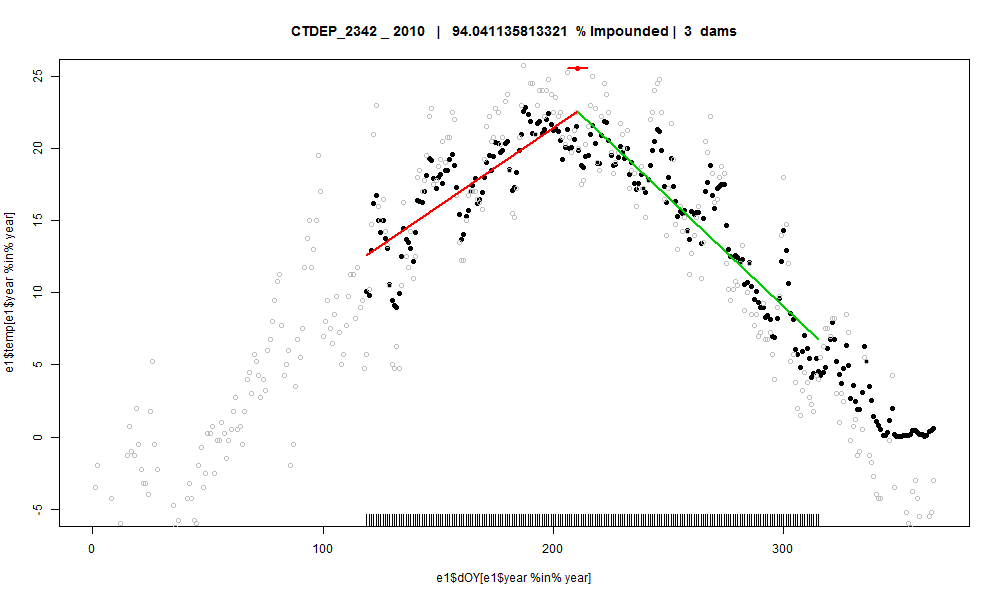 CTDEP_2342 _ 2010 | 94.041135813321 % Impounded | 3 dams
e1$temp[e1$year %in% year]
25
20
15
10
5
0
-5
0 100 200 300
e1$dOY[e1$year %in% year]